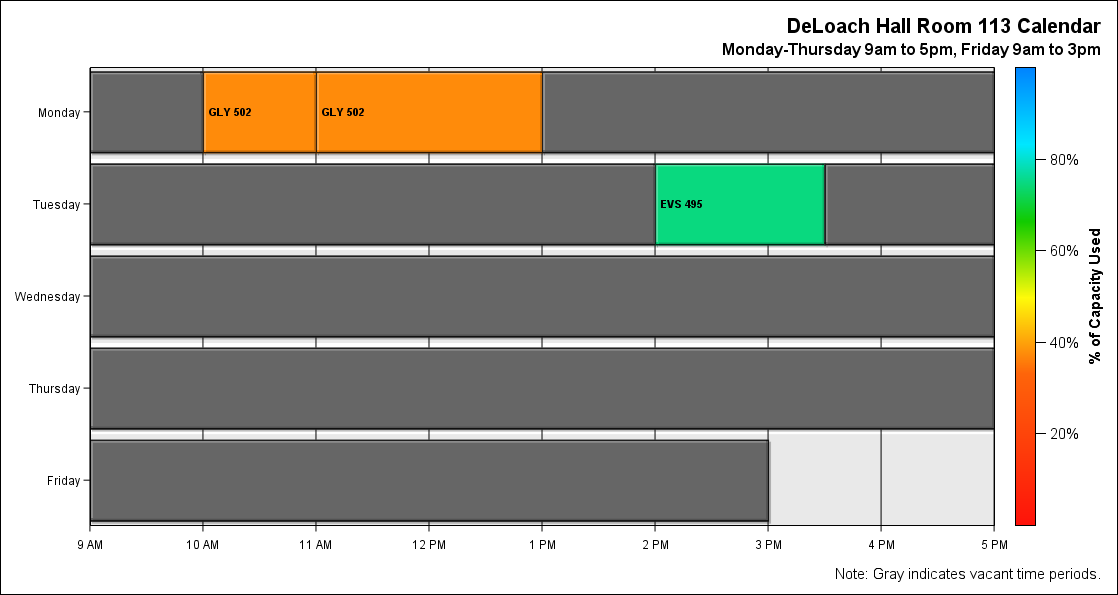 DeLoach Hall Room 113 Calendar
Monday-Thursday 9am to 5pm, Friday 9am to 3pm
Monday
GLY 502
GLY 502
Tuesday
EVS 495
Wednesday
Thursday
Friday
9 AM
10 AM
11 AM
12 PM
1 PM
2 PM
3 PM
4 PM
5 PM
80%
60%
40%
20%
% of Capacity Used
Note: Gray indicates vacant time periods.